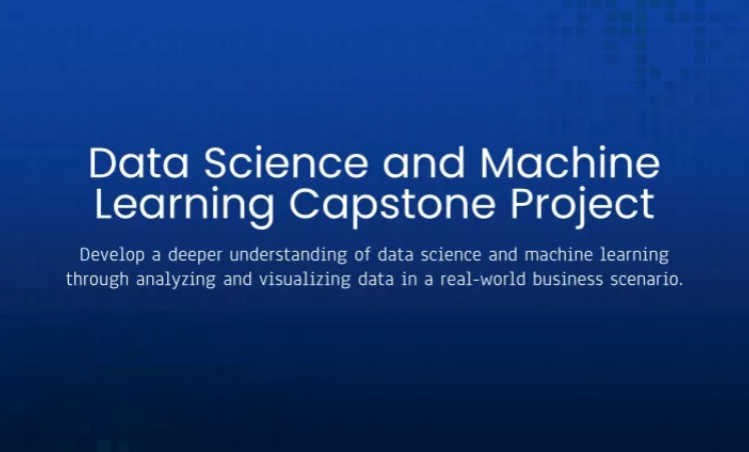 Data Science and Machine
Learning Capstone Project
Develop a deeper understanding of data science and machine learning
through analyzing and visualizing data in a real-world business scenario.